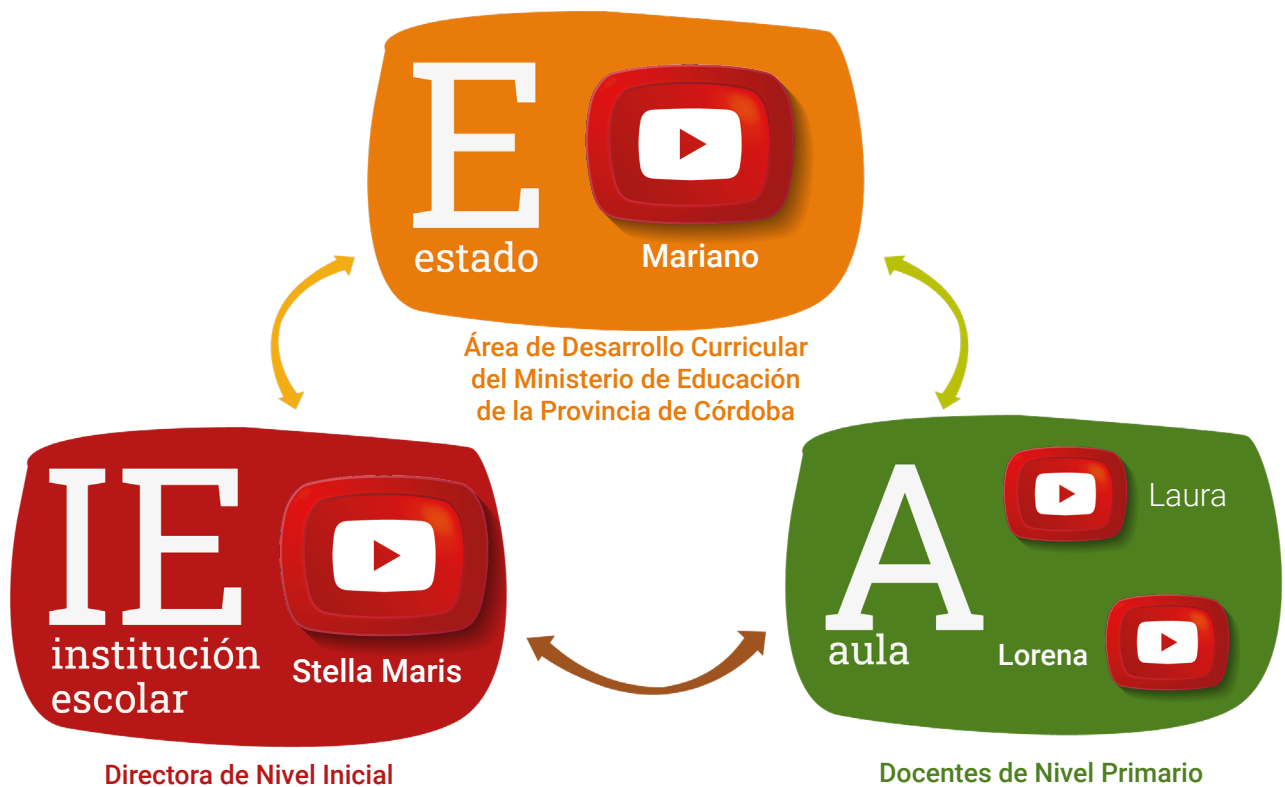 E
estado
Mariano
Área de Desarrollo Curricular
del Ministerio de Educación
de la Provincia de Córdoba
IE
institución
escolar
Stella Maris
Directora de Nivel Inicial
A
aula
Laura
Lorena
Docentes de Nivel Primario